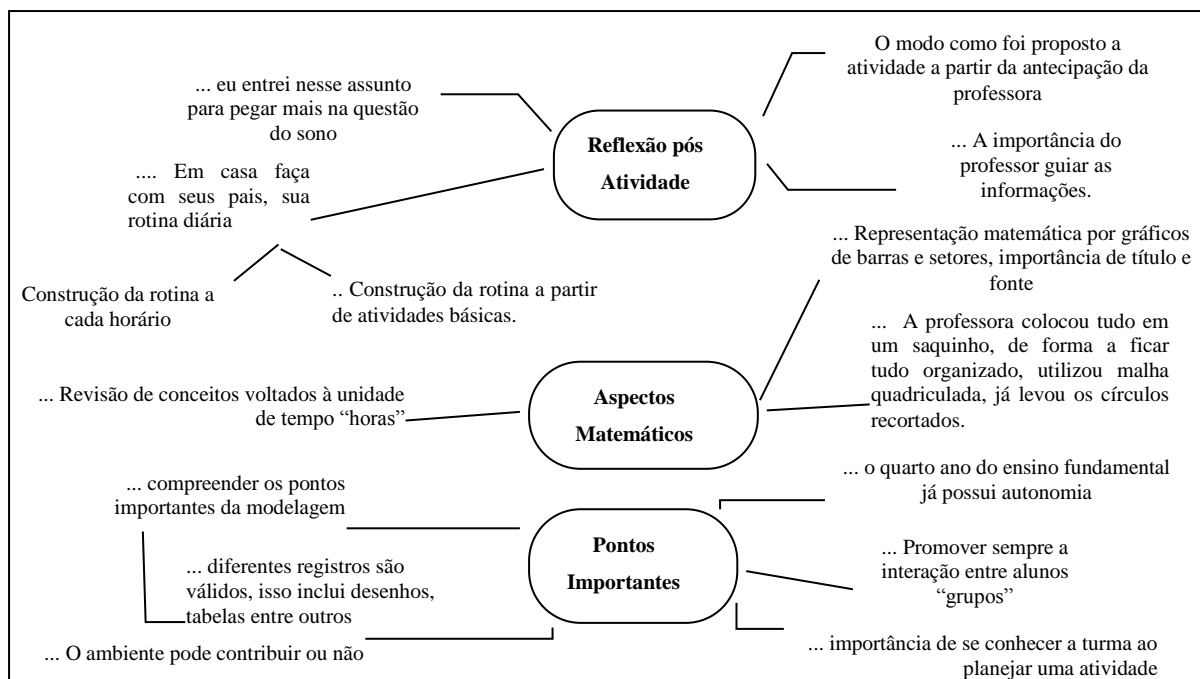 O modo como foi proposto a
atividade a partir da antecipação da
professora
... eu entrei nesse assunto
para pegar mais na questão
do sono
Reflexão pós
Atividade
... A importância do
professor guiar as
informações.
.... Em casa faça
com seus pais, sua
rotina diária
Construção da rotina a
cada horário
.. Construção da rotina a partir
de atividades básicas.
... Representação matemática por gráficos
de barras e setores, importância de título e
fonte
... A professora colocou tudo em
um saquinho, de forma a ficar
tudo organizado, utilizou malha
quadriculada, já levou os círculos
recortados.
... Revisão de conceitos voltados à unidade
de tempo “horas”
Aspectos
Matemáticos
... o quarto ano do ensino fundamental
já possui autonomia
... compreender os pontos
importantes da modelagem
Pontos
Importantes
... Promover sempre a
interação entre alunos
“grupos”
... diferentes registros são
válidos, isso inclui desenhos,
tabelas entre outros
... O ambiente pode contribuir ou não
... importância de se conhecer a turma ao
planejar uma atividade